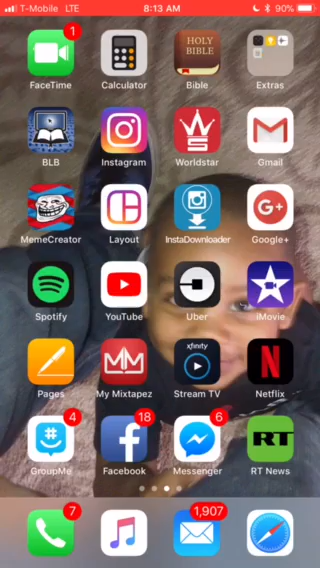 T-Mobile LTE 8:13 AM 90%
1
HOLY
BIBLE
FaceTime Calculator Bible Extras
BLB Instagram Worldstar Gmail
G+
MemeCreator Layout InstaDownloader Google+
Spotify YouTube Uber iMovie
xfinity
N
Pages My Mixtapez Stream TV Netflix
4 18 6
RT
GroupMe Facebook Messenger RT News
7 1,907